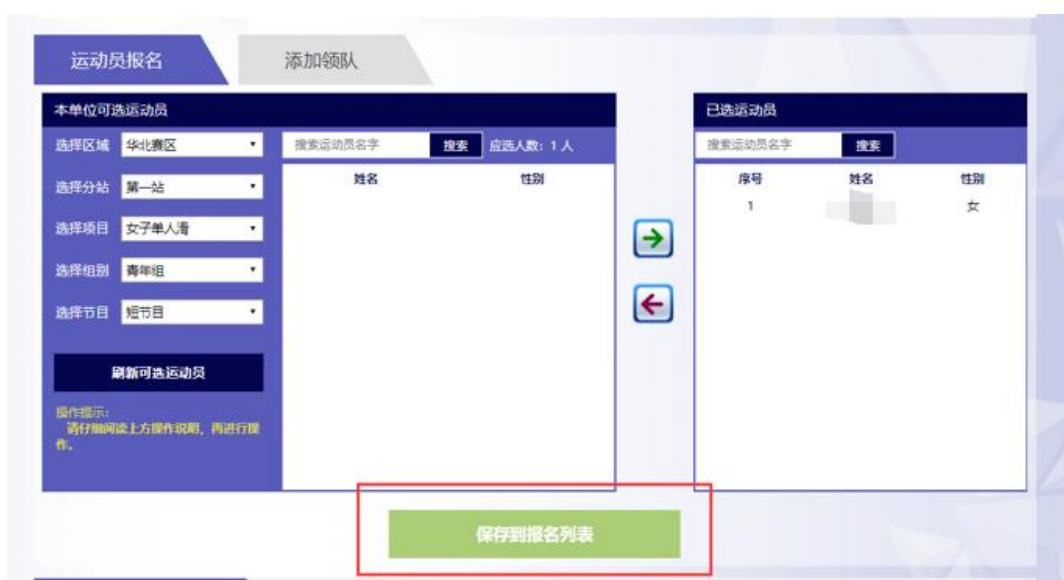 运动员报名
添加领队
本单位可选运动员
已选运动员
选择区域 华北赛区
搜索运动员名字 搜索 应选人数：1 人
搜索运动员名字 搜索
姓名 性别
序号 姓名 性别
选择分站 第一站
1 女
选择项目 女子单人滑
选择组别 青年组
选择节目 短节目
刷新可选运动员
操作提示：
请仔细阅读上方操作说明，再进行操
作。
保存到报名列表